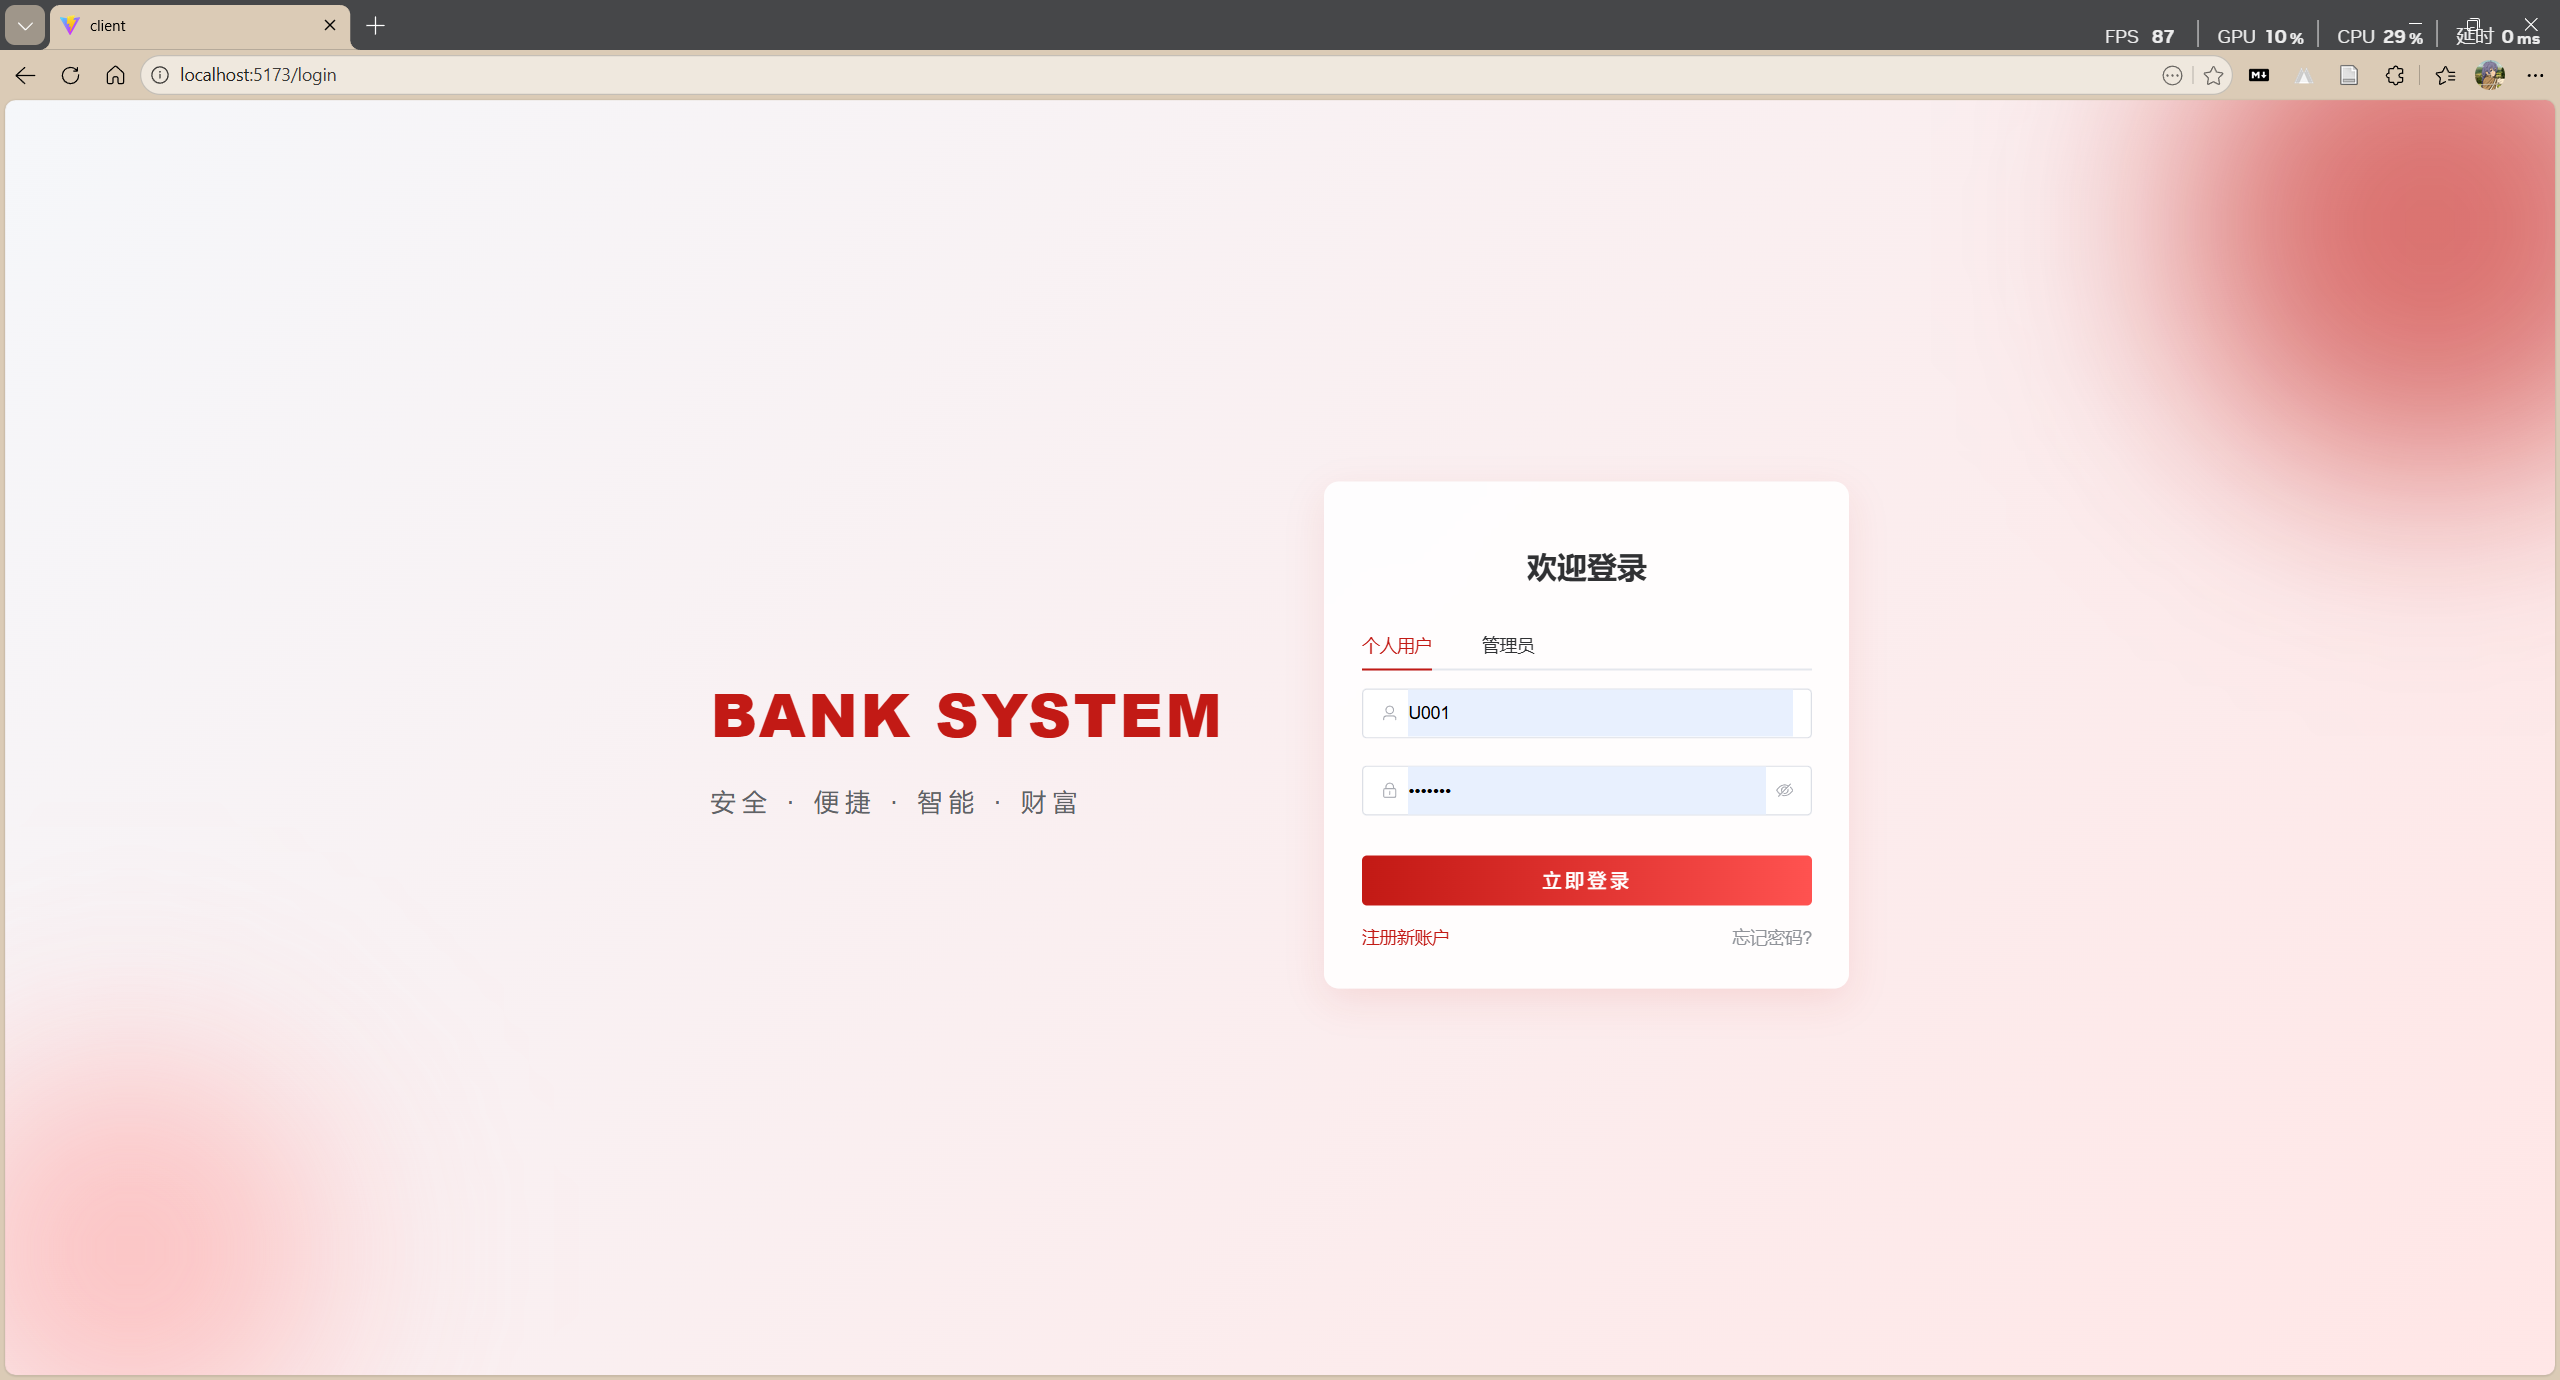 client
FPS 87 GPU 10 % CPU 29 % 延时 0 ms
localhost:5173/login
欢迎登录
个人用户 管理员
BANK SYSTEM
安全 · 便捷 · 智能 · 财富
U001
•••••••
立即登录
注册新账户 忘记密码?